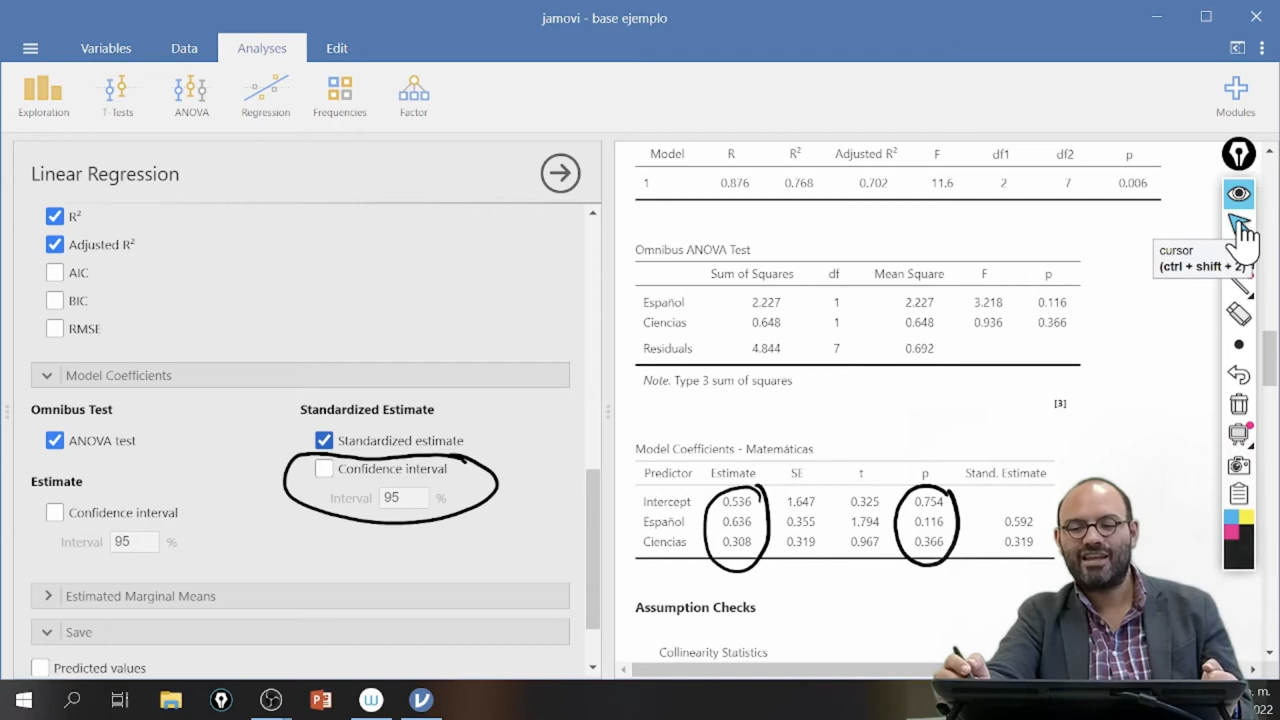 jamovi - base ejemplo
Variables Data Analyses Edit
Exploration T-Tests ANOVA Regression Frequencies Factor Modules
Linear Regression
R²
Adjusted R²
AIC
BIC
RMSE
Model Coefficients
Omnibus Test
ANOVA test
Estimate
Confidence interval
Interval 95 %
Standardized Estimate
Standardized estimate
Confidence interval
Interval 95 %
Estimated Marginal Means
Save
Predicted values
Model R R² Adjusted R² F df1 df2 p
1 0.876 0.768 0.702 11.6 2 7 0.006
Omnibus ANOVA Test
Sum of Squares df Mean Square F p
Español 2.227 1 2.227 3.218 0.116
Ciencias 0.648 1 0.648 0.936 0.366
Residuals 4.844 7 0.692
Note. Type 3 sum of squares
[3]
Model Coefficients - Matemáticas
Predictor Estimate SE t p Stand. Estimate
Intercept 0.536 1.647 0.325 0.754
Español 0.636 0.355 1.794 0.116 0.592
Ciencias 0.308 0.319 0.967 0.366 0.319
Assumption Checks
Collinearity Statistics
cursor
(ctrl + shift + 2)
m.
2022